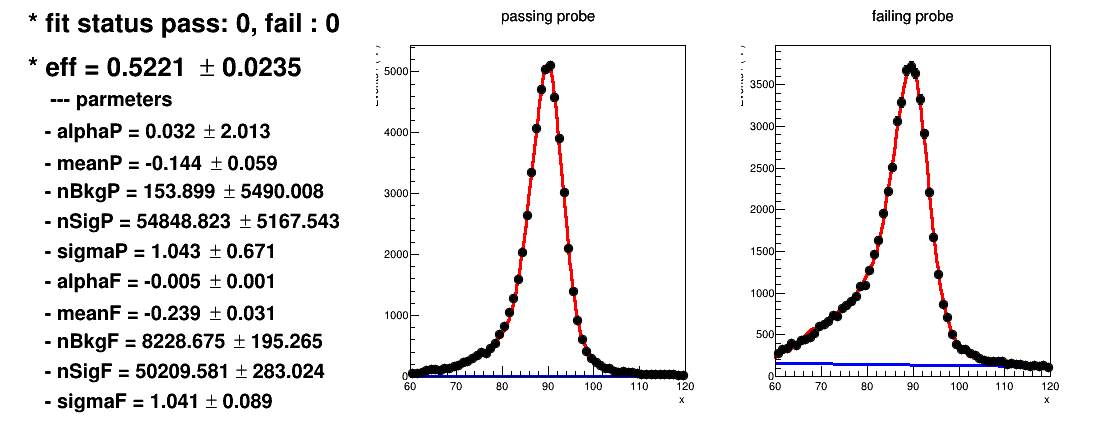 * fit status pass: 0, fail : 0
* eff = 0.5221 ± 0.0235
--- parmeters
- alphaP = 0.032 ± 2.013
- meanP = -0.144 ± 0.059
- nBkgP = 153.899 ± 5490.008
- nSigP = 54848.823 ± 5167.543
- sigmaP = 1.043 ± 0.671
- alphaF = -0.005 ± 0.001
- meanF = -0.239 ± 0.031
- nBkgF = 8228.675 ± 195.265
- nSigF = 50209.581 ± 283.024
- sigmaF = 1.041 ± 0.089
passing probe
5000
4000
3000
2000
1000
0
60 70 80 90 100 110 120
x
failing probe
3500
3000
2500
2000
1500
1000
500
0
60 70 80 90 100 110 120
x